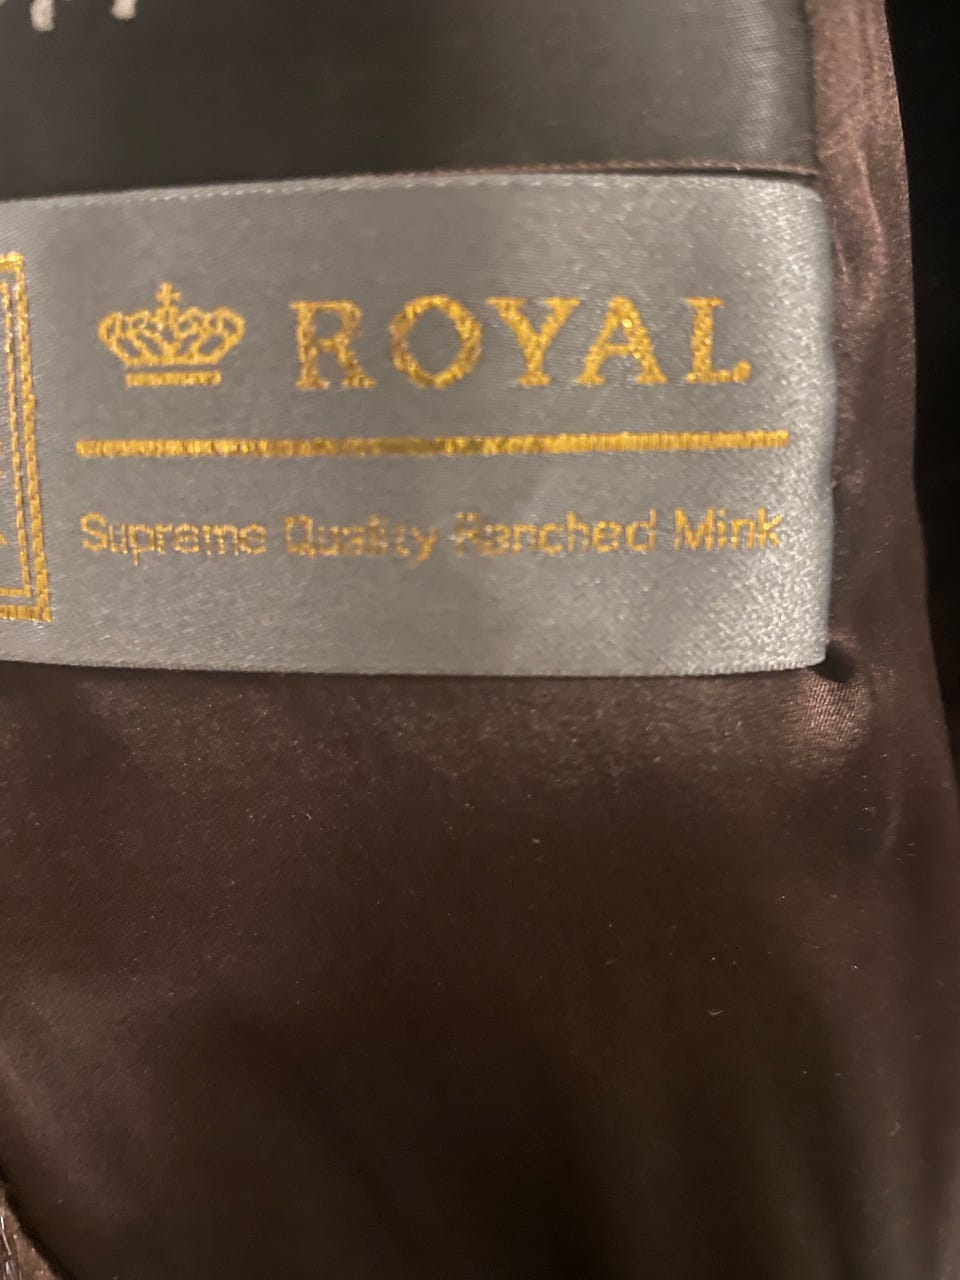 ROYAL
Supreme Quality Ranched Mink